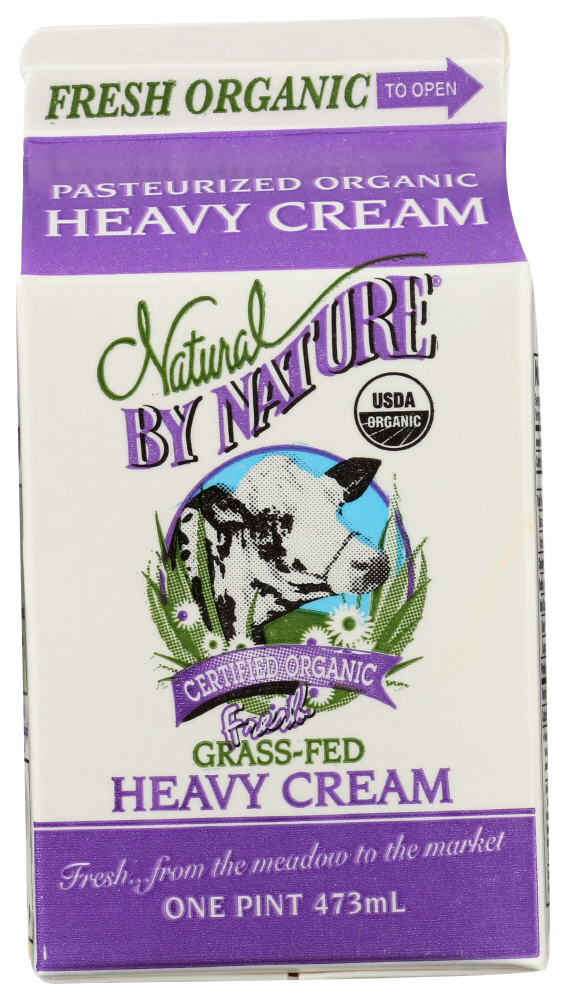 FRESH ORGANIC TO OPEN
PASTEURIZED ORGANIC
HEAVY CREAM
Natural
BY NATURE®
USDA
ORGANIC
CERTIFIED ORGANIC
fresh
GRASS-FED
HEAVY CREAM
Fresh...from the meadow to the market
ONE PINT 473mL